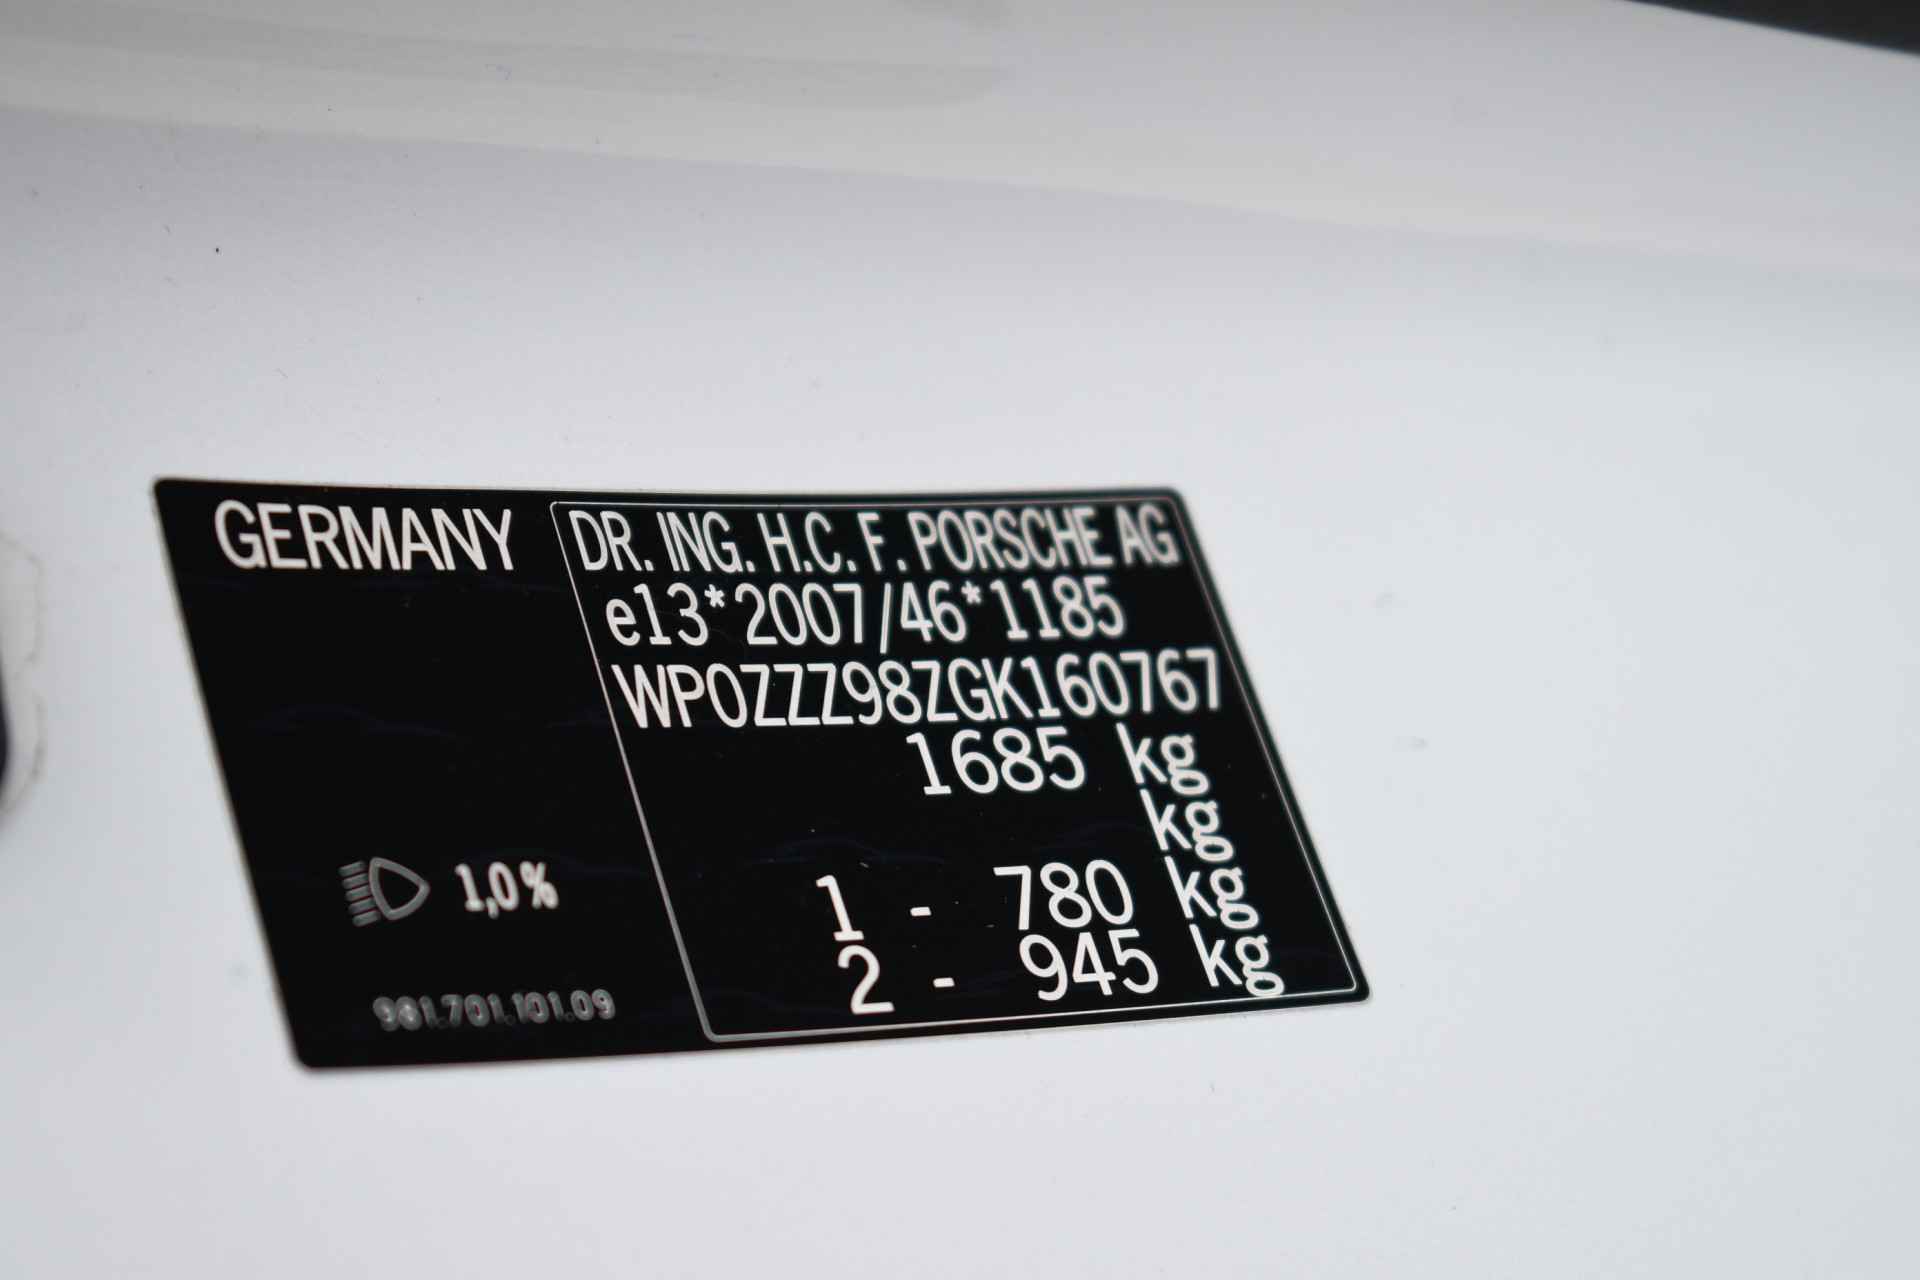 GERMANY
DR. ING. H.C. F. PORSCHE AG
e13*2007/46*1185
WP0ZZZ98ZGK160767
1685 kg
kg
1 - 780 kg
2 - 945 kg
1,0%
901.701.101.09